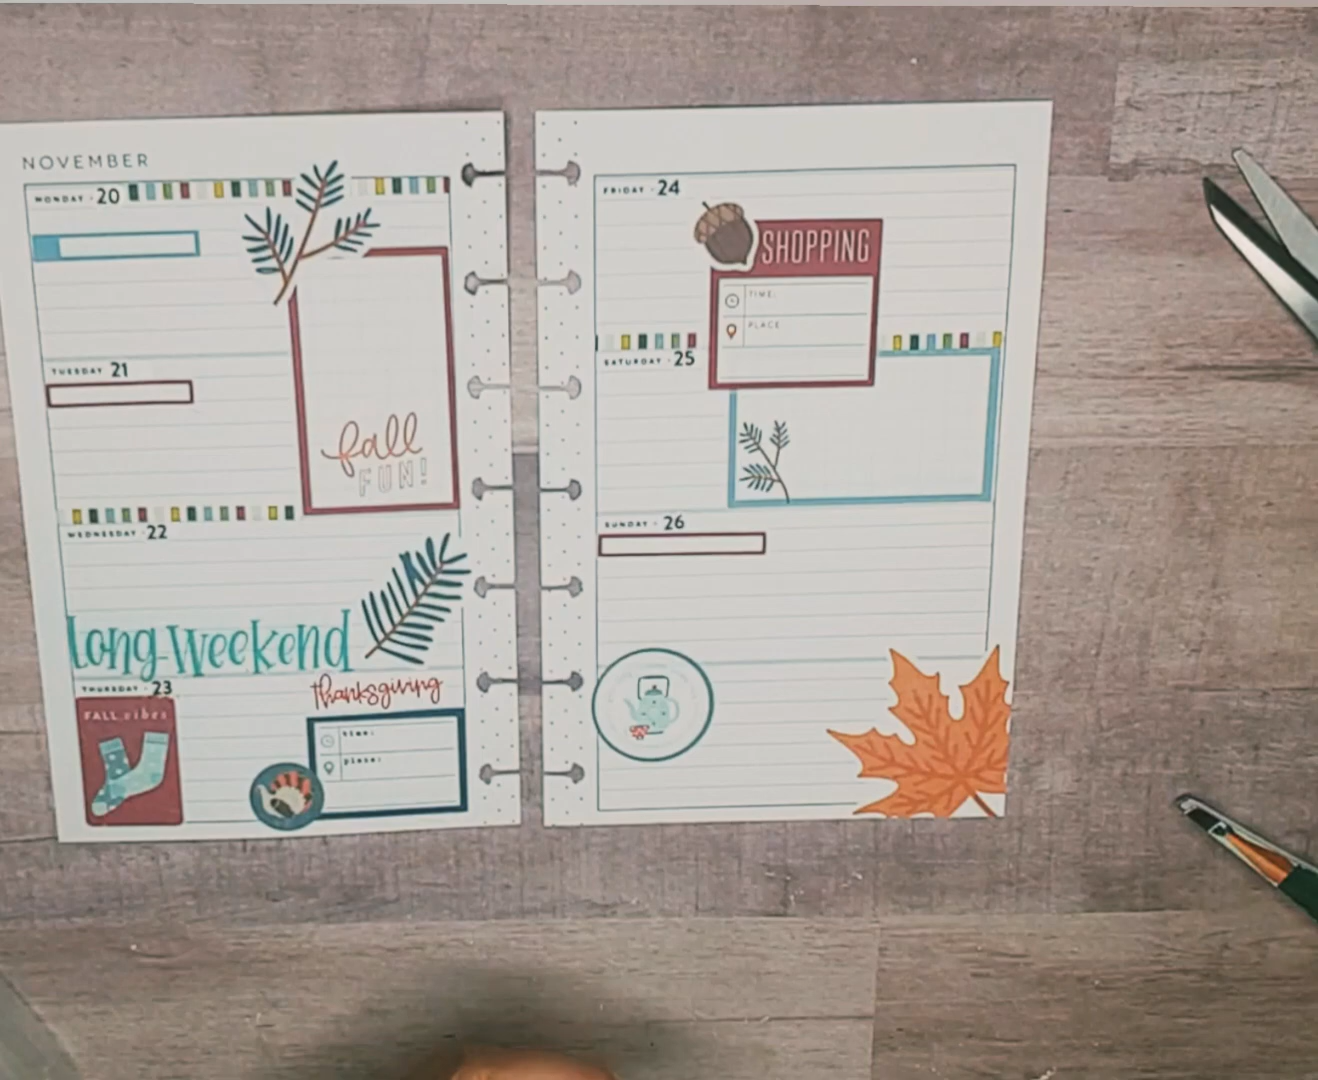 NOVEMBER
MONDAY · 20
TUESDAY 21
fall
FUN!
WEDNESDAY · 22
Long Weekend
THURSDAY · 23
thanksgiving
FALL vibes
time:
place:
FRIDAY · 24
SHOPPING
TIME:
PLACE
SATURDAY · 25
SUNDAY · 26